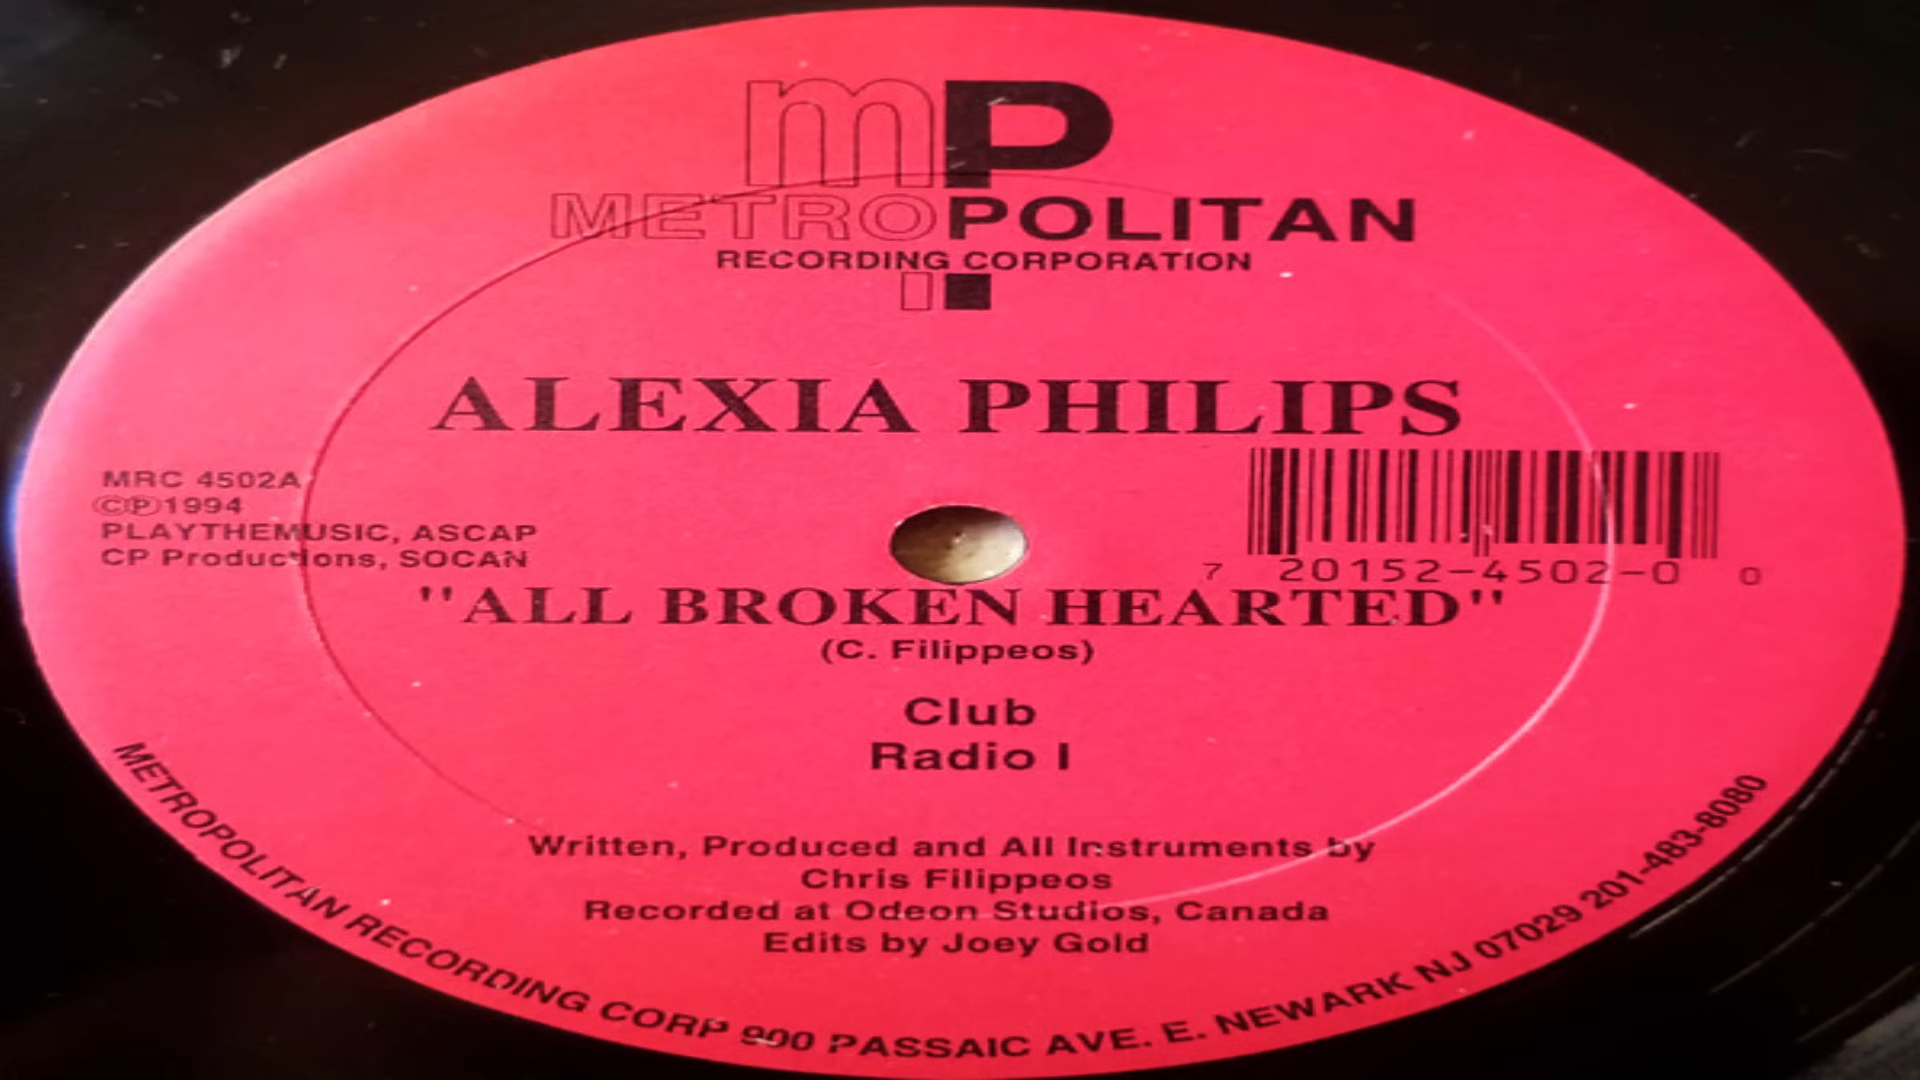 mP
METROPOLITAN
RECORDING CORPORATION
ALEXIA PHILIPS
MRC 4502A
ⒸⓅ1994
PLAYTHEMUSIC, ASCAP
CP Productions, SOCAN
7 20152-4502-0 0
"ALL BROKEN HEARTED"
(C. Filippeos)
Club
Radio I
Written, Produced and All Instruments by
Chris Filippeos
Recorded at Odeon Studios, Canada
Edits by Joey Gold
METROPOLITAN RECORDING CORP 900 PASSAIC AVE. E. NEWARK NJ 07029 201-483-8080